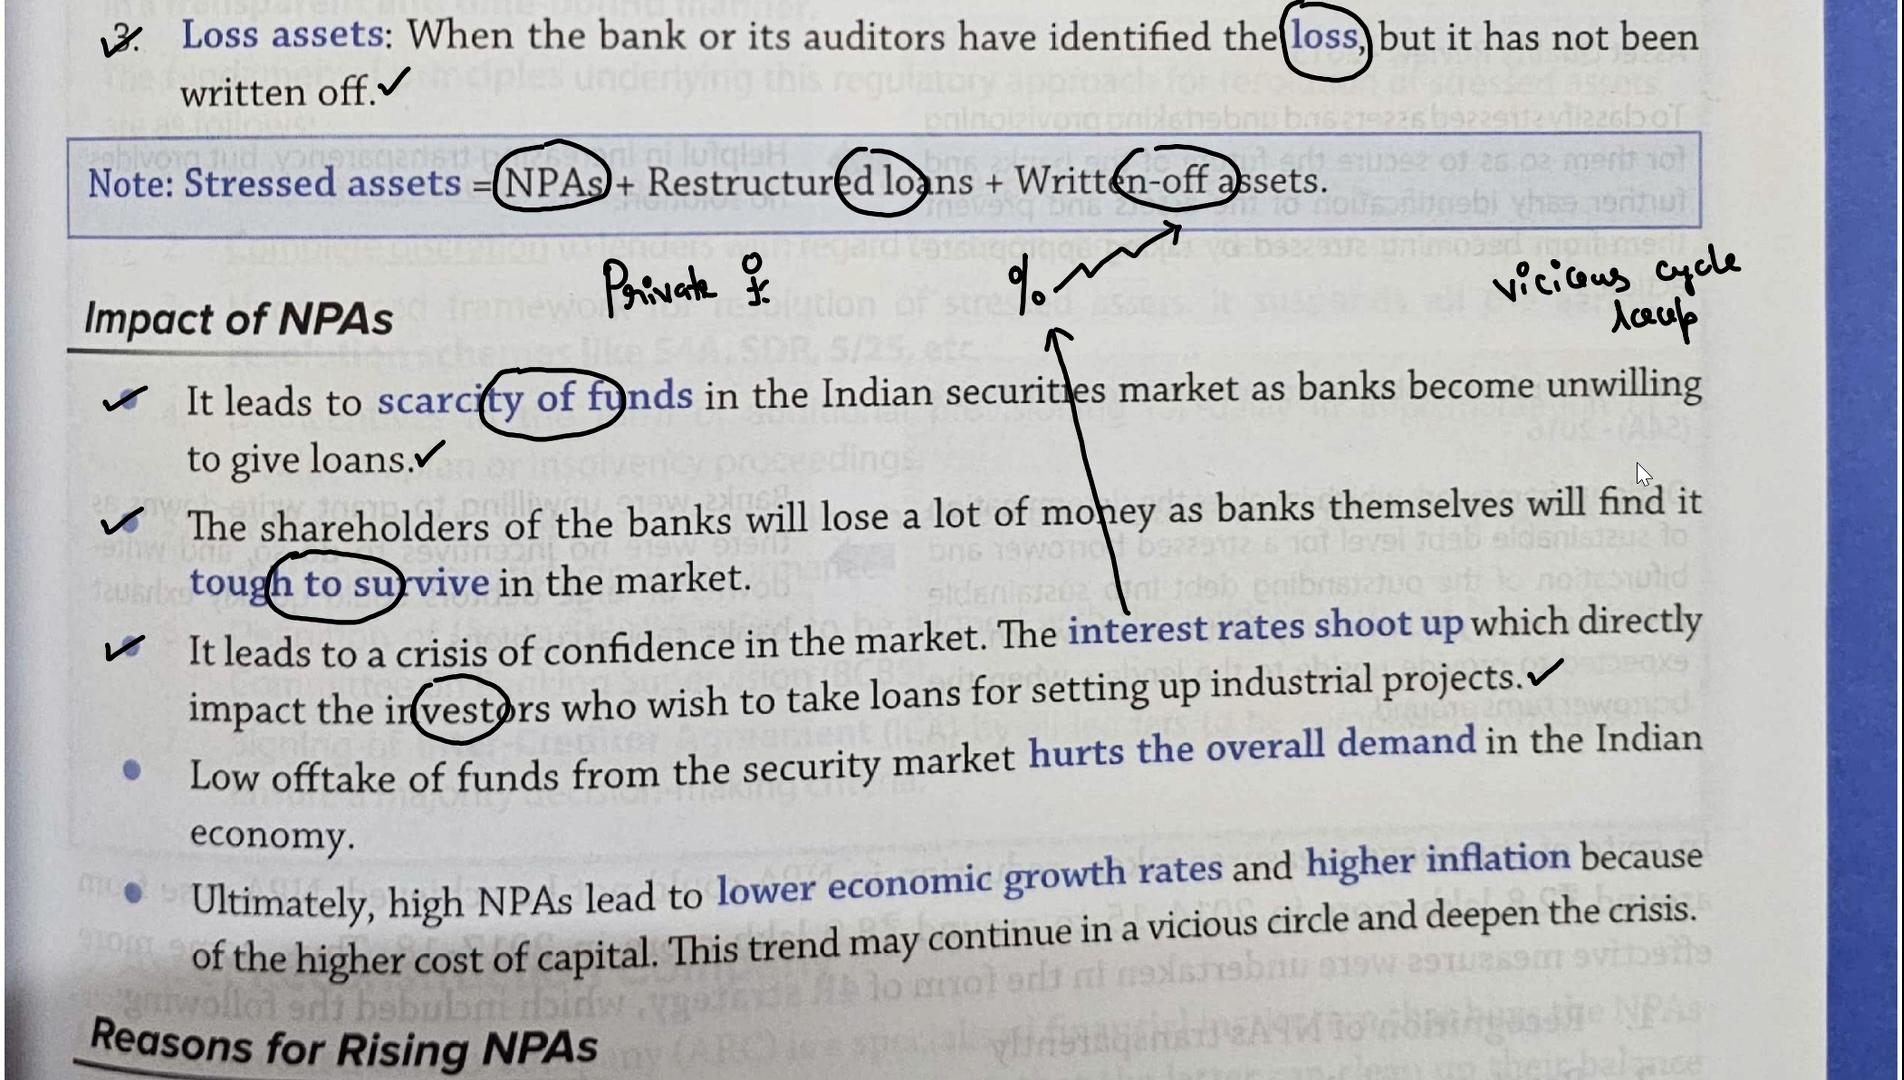 3. Loss assets: When the bank or its auditors have identified the loss, but it has not been
written off.
Note: Stressed assets = NPAs + Restructured loans + Written-off assets.
Private
%
vicious cycle
Impact of NPAs
It leads to scarcity of funds in the Indian securities market as banks become unwilling
to give loans.
The shareholders of the banks will lose a lot of money as banks themselves will find it
tough to survive in the market.
It leads to a crisis of confidence in the market. The interest rates shoot up which directly
impact the investors who wish to take loans for setting up industrial projects.
Low offtake of funds from the security market hurts the overall demand in the Indian
economy.
Ultimately, high NPAs lead to lower economic growth rates and higher inflation because
of the higher cost of capital. This trend may continue in a vicious circle and deepen the crisis.
Reasons for Rising NPAs